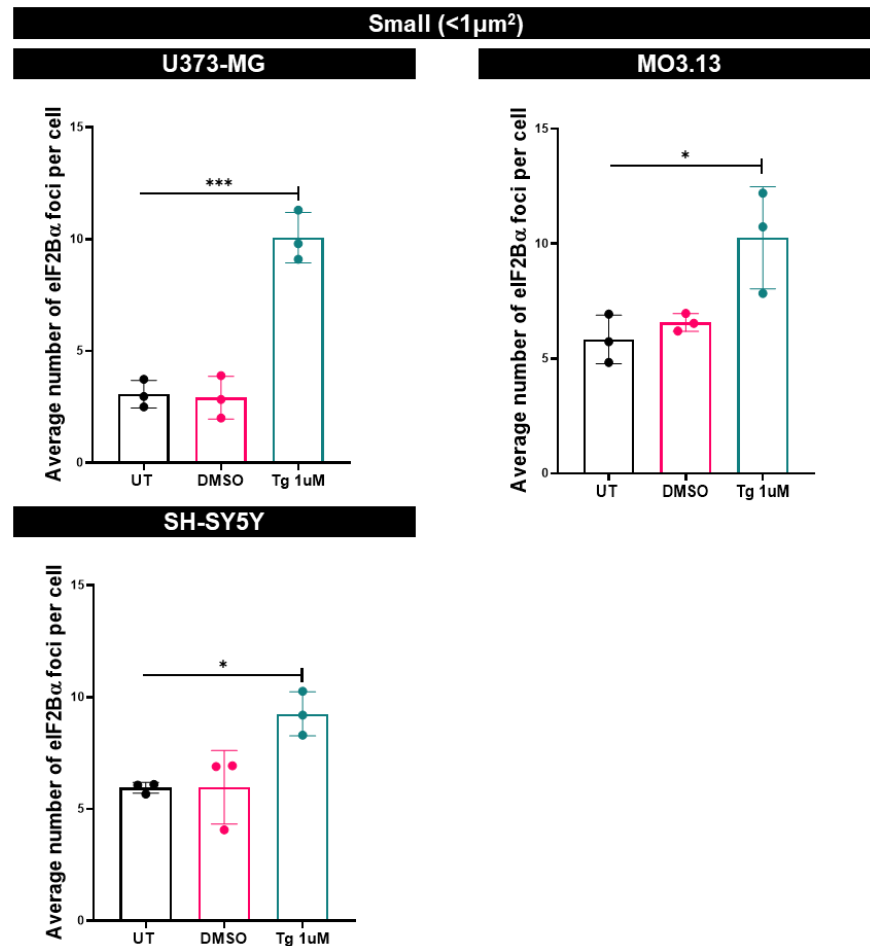 Small (<1μm²)
U373-MG
Average number of eIF2Bα foci per cell
15
10
5
0
***
UT DMSO Tg 1uM
MO3.13
Average number of eIF2Bα foci per cell
15
10
5
0
*
UT DMSO Tg 1uM
SH-SY5Y
Average number of eIF2Bα foci per cell
15
10
5
0
*
UT DMSO Tg 1uM